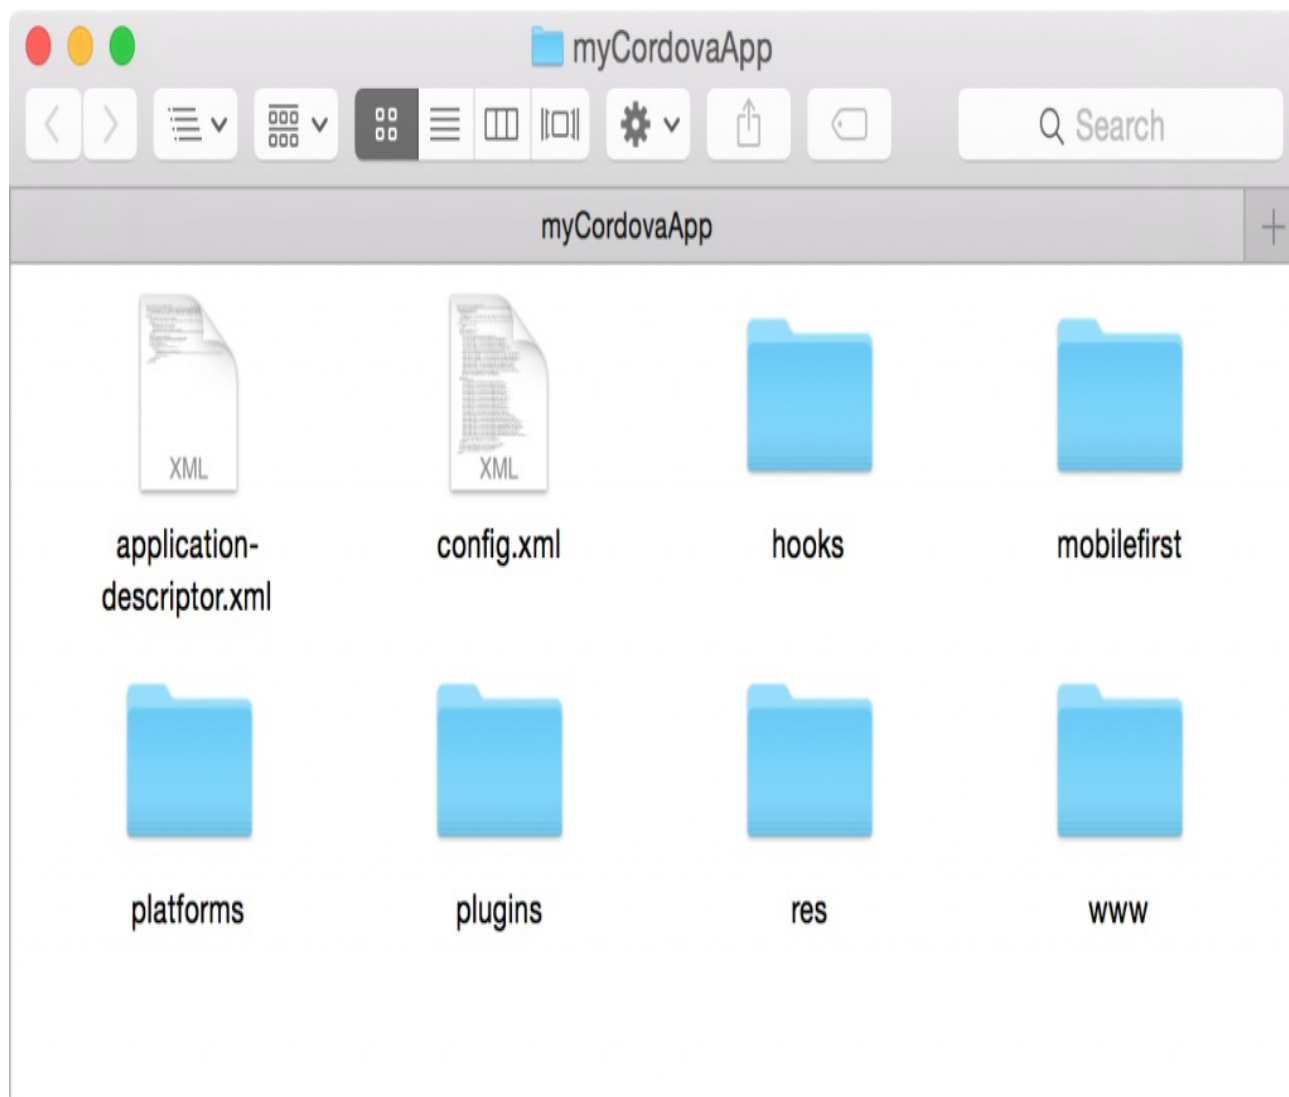 myCordovaApp
Search
myCordovaApp
XML
XML
application-
descriptor.xml
config.xml
hooks
mobilefirst
platforms
plugins
res
www